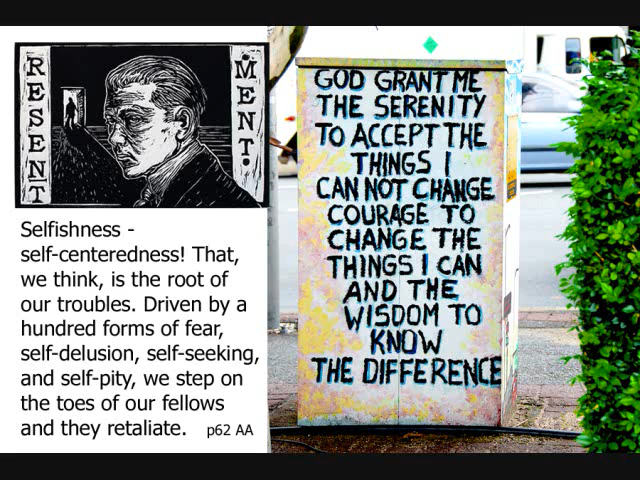 RESENT
MENT.
Selfishness -
self-centeredness! That,
we think, is the root of
our troubles. Driven by a
hundred forms of fear,
self-delusion, self-seeking,
and self-pity, we step on
the toes of our fellows
and they retaliate. p62 AA
GOD GRANT ME
THE SERENITY
TO ACCEPT THE
THINGS I
CAN NOT CHANGE
COURAGE TO
CHANGE THE
THINGS I CAN
AND THE
WISDOM TO
KNOW
THE DIFFERENCE